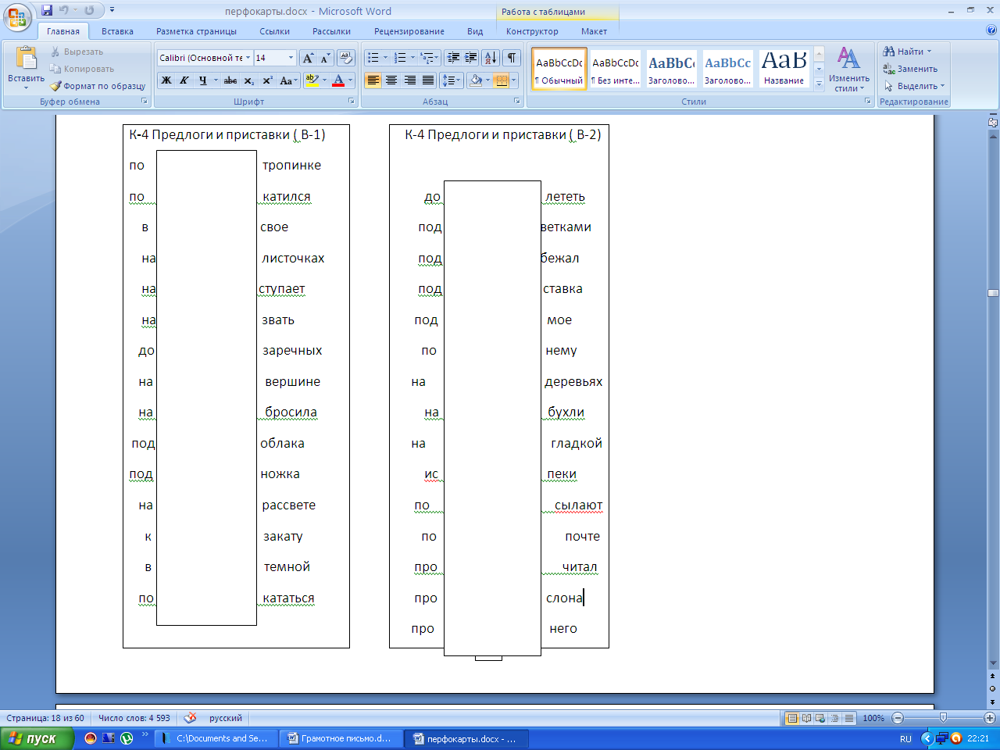 перфокарты.docx - Microsoft Word
Работа с таблицами
Главная Вставка Разметка страницы Ссылки Рассылки Рецензирование Вид Конструктор Макет
Вставить
Вырезать
Копировать
Формат по образцу
Буфер обмена
Calibri (Основной те 14
Ж К Ч abc x₂ x² Aa
Шрифт
Абзац
AaBbCcDc AaBbCcDc AaBbC AaBbCc AaB
¶ Обычный ¶ Без инте... Заголово... Заголово... Название
Изменить стили
Стили
Найти
Заменить
Выделить
Редактирование
К-4 Предлоги и приставки ( В-1)
по тропинке
по катился
в свое
на листочках
на ступает
на звать
до заречных
на вершине
на бросила
под облака
под ножка
на рассвете
к закату
в темной
по кататься
К-4 Предлоги и приставки ( В-2)
до лететь
под ветками
под бежал
под ставка
под мое
по нему
на деревьях
на бухли
на гладкой
ис пеки
по сылают
по почте
про читал
про слона
про него
Страница: 18 из 60 Число слов: 4 593 русский 100%
пуск C:\Documents and Se... Грамотное письмо.d... перфокарты.docx - ... RU 22:21